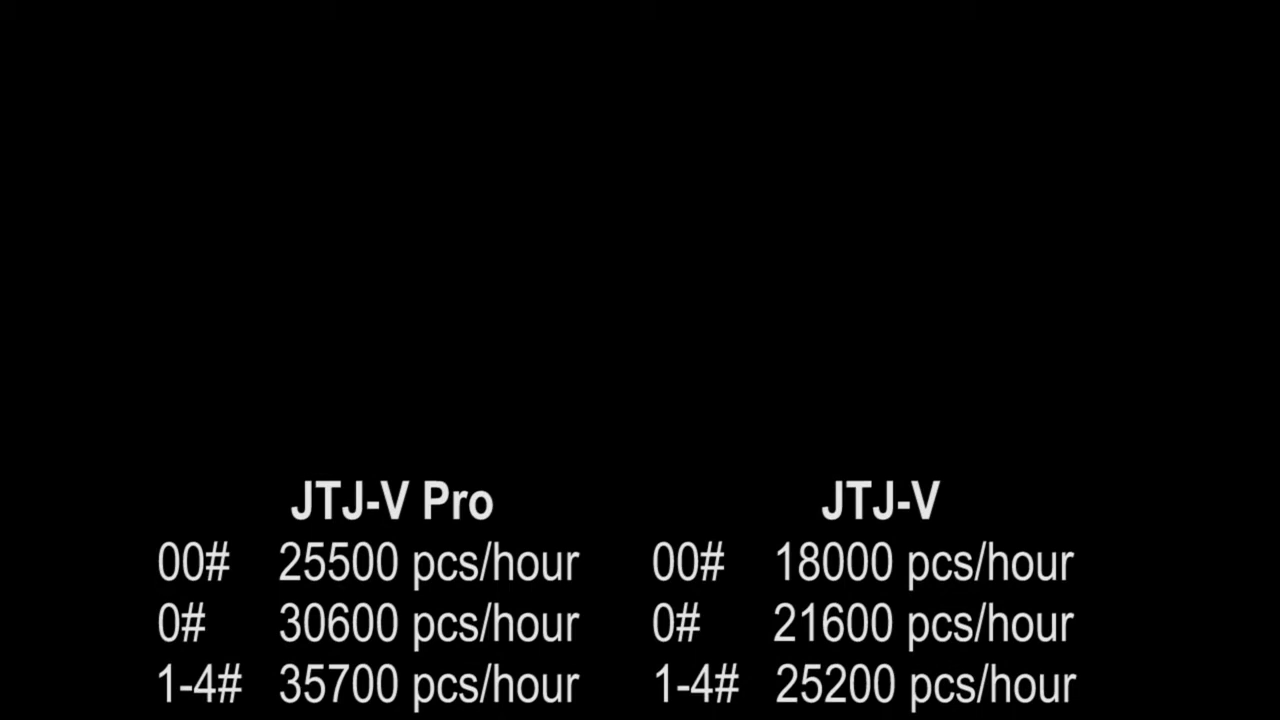 JTJ-V Pro JTJ-V
00# 25500 pcs/hour 00# 18000 pcs/hour
0# 30600 pcs/hour 0# 21600 pcs/hour
1-4# 35700 pcs/hour 1-4# 25200 pcs/hour